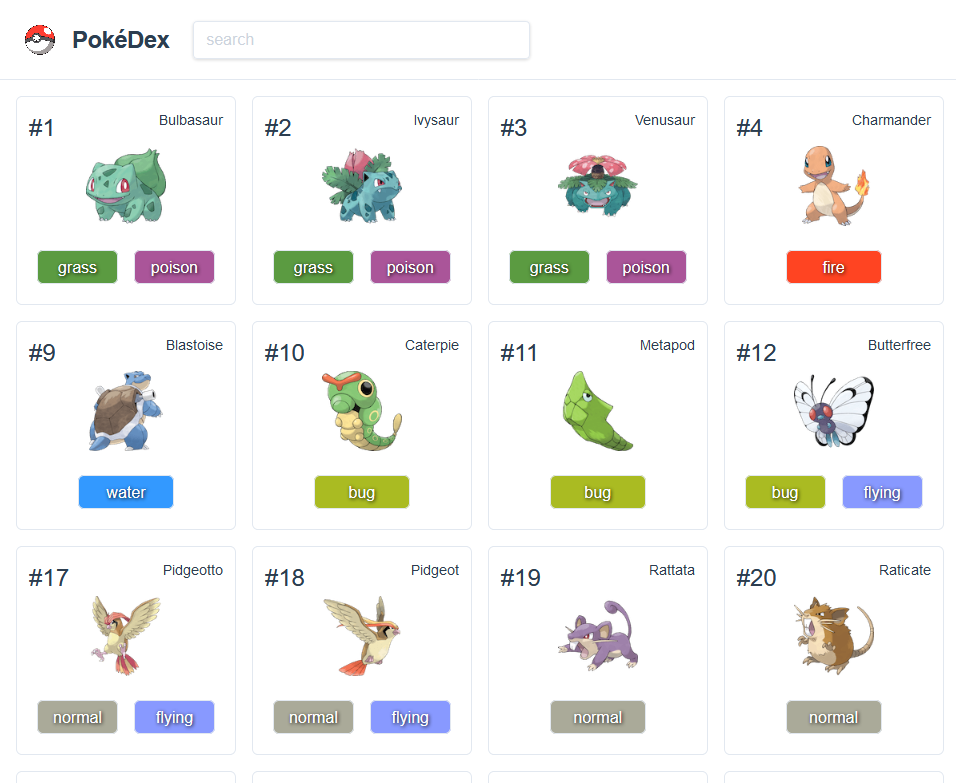 PokéDex
search
#1 Bulbasaur
grass poison
#2 Ivysaur
grass poison
#3 Venusaur
grass poison
#4 Charmander
fire
#9 Blastoise
water
#10 Caterpie
bug
#11 Metapod
bug
#12 Butterfree
bug flying
#17 Pidgeotto
normal flying
#18 Pidgeot
normal flying
#19 Rattata
normal
#20 Raticate
normal